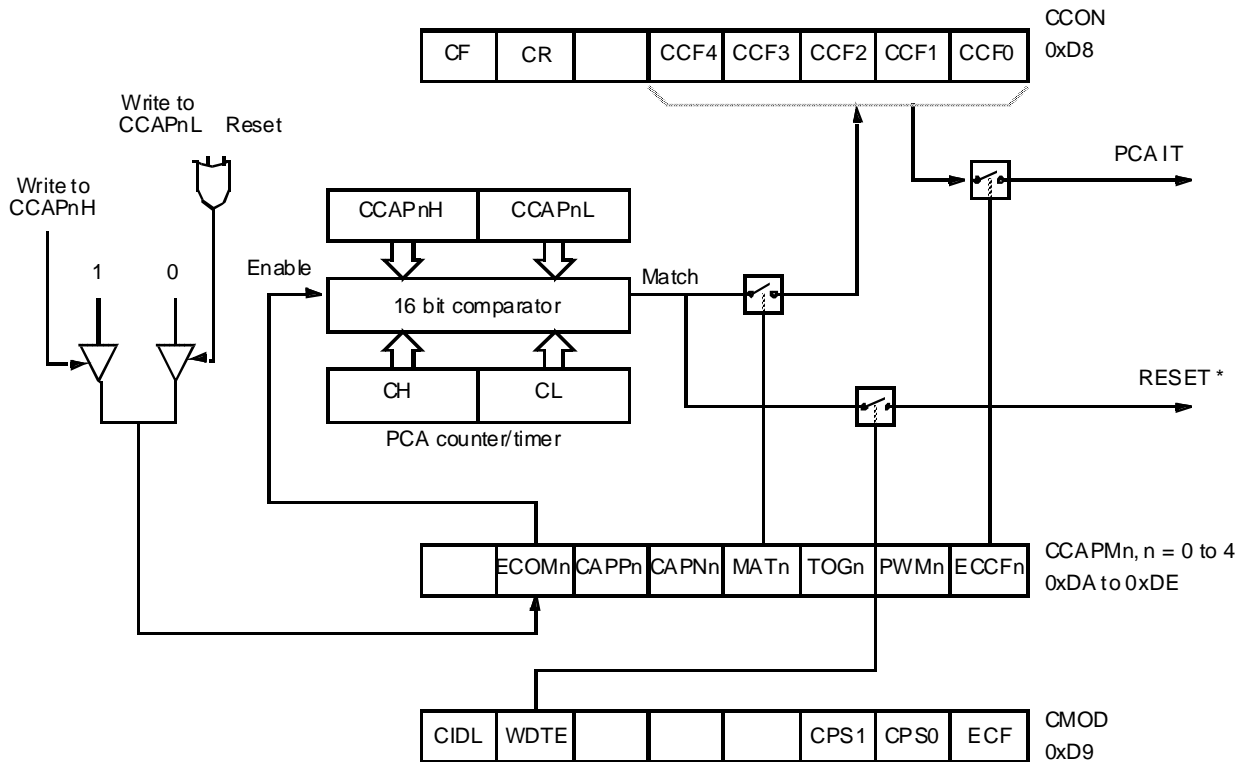 CCON
CF CR CCF4 CCF3 CCF2 CCF1 CCF0
0xD8
Write to
CCAPnL Reset
PCA IT
Write to
CCAPnH
CCAPnH CCAPnL
1 0
Enable
Match
16 bit comparator
RESET *
CH CL
PCA counter/timer
ECOMn CAPPn CAPNn MATn TOGn PWMn ECCFn
CCAPMn, n = 0 to 4
0xDA to 0xDE
CIDL WDTE CPS1 CPS0 ECF
CMOD
0xD9